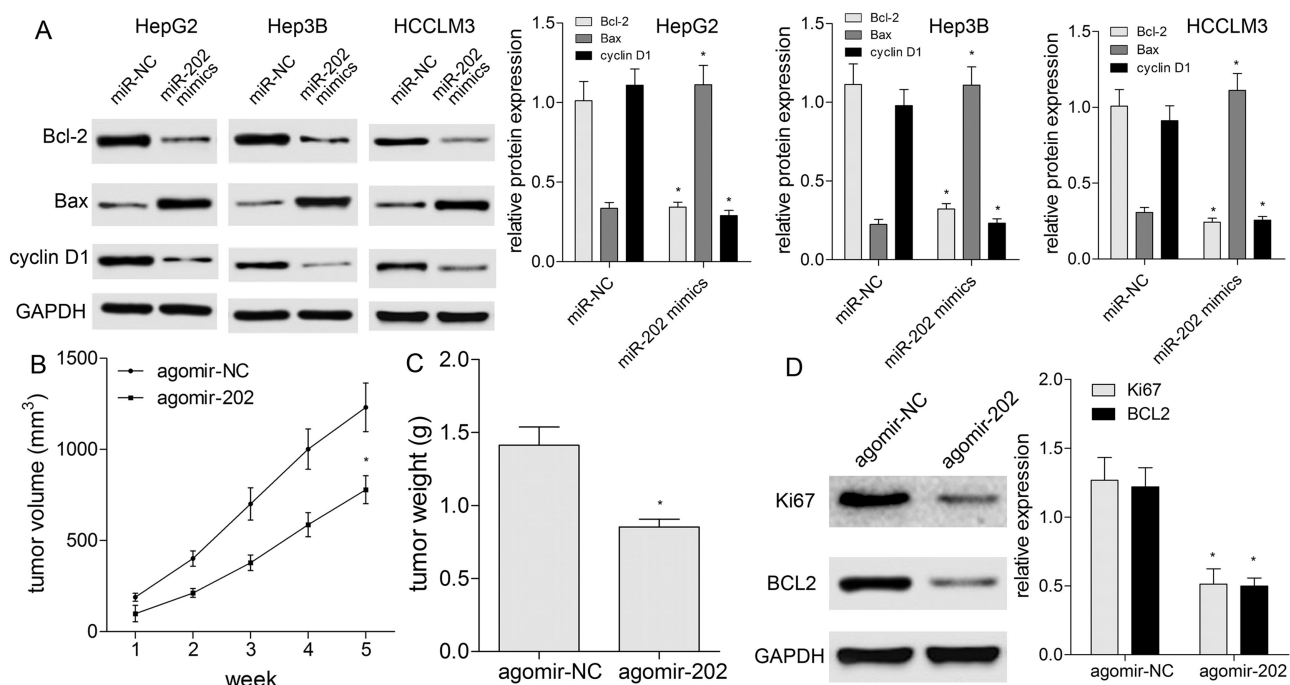 A
HepG2
Hep3B
HCCLM3
miR-NC
miR-202
mimics
miR-NC
miR-202
mimics
miR-NC
miR-202
mimics
Bcl-2
Bax
cyclin D1
GAPDH
HepG2
Bcl-2
Bax
cyclin D1
relative protein expression
1.5
1.0
0.5
0.0
*
*
*
miR-NC
miR-202 mimics
Hep3B
Bcl-2
Bax
cyclin D1
relative protein expression
1.5
1.0
0.5
0.0
*
*
*
miR-NC
miR-202 mimics
HCCLM3
Bcl-2
Bax
cyclin D1
relative protein expression
1.5
1.0
0.5
0.0
*
*
*
miR-NC
miR-202 mimics
B
agomir-NC
agomir-202
tumor volume (mm3)
1500
1000
500
0
*
1 2 3 4 5
week
C
tumor weight (g)
2.0
1.5
1.0
0.5
0.0
*
agomir-NC agomir-202
D
agomir-NC
agomir-202
Ki67
BCL2
GAPDH
Ki67
BCL2
relative expression
2.0
1.5
1.0
0.5
0.0
* *
agomir-NC agomir-202